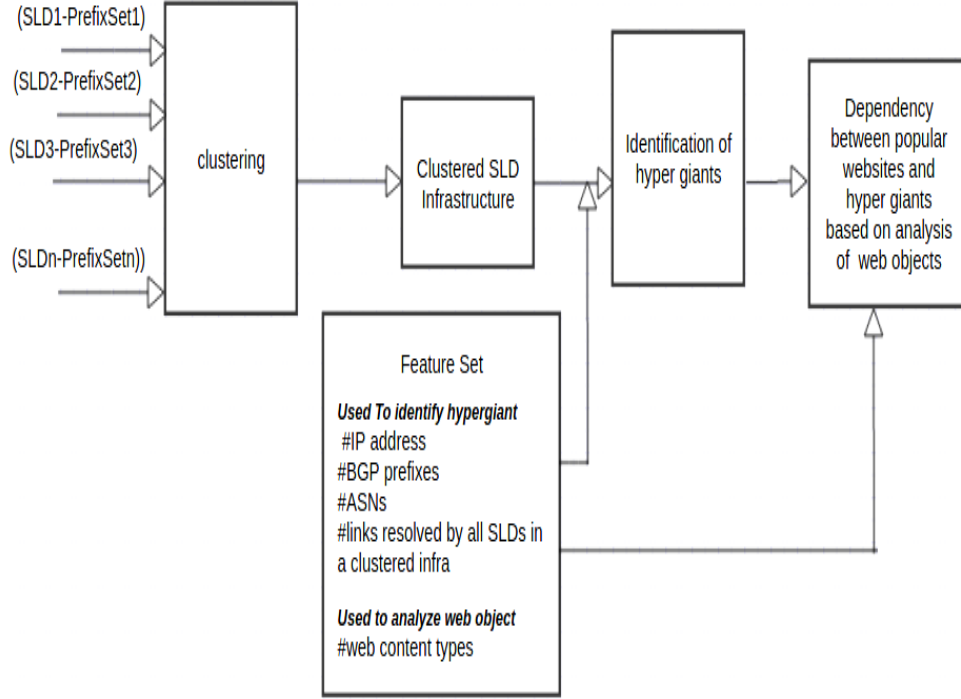 (SLD1-PrefixSet1)
(SLD2-PrefixSet2)
(SLD3-PrefixSet3)
(SLDn-PrefixSetn))
clustering
Clustered SLD
Infrastructure
Identification of
hyper giants
Dependency
between popular
websites and
hyper giants
based on analysis
of web objects
Feature Set
Used To identify hypergiant
#IP address
#BGP prefixes
#ASNs
#links resolved by all SLDs in
a clustered infra
Used to analyze web object
#web content types